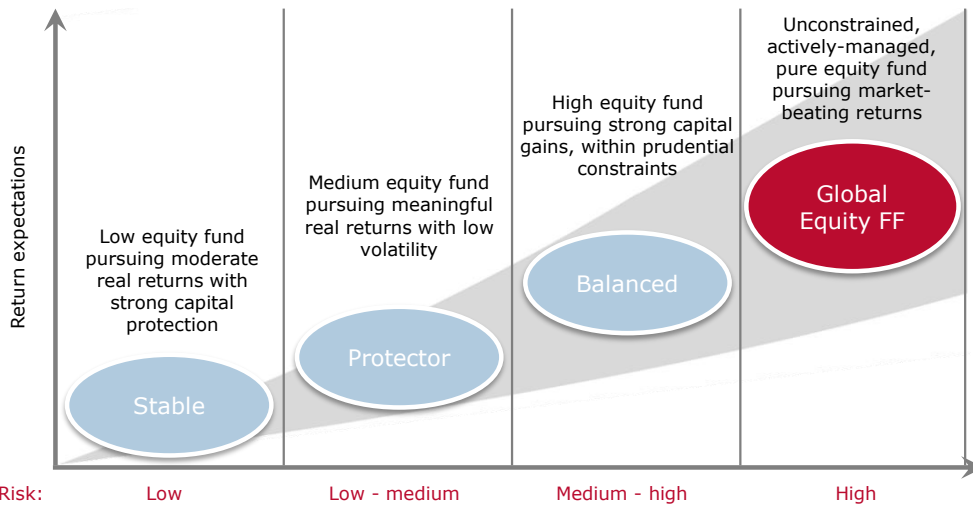 Return expectations
Low equity fund
pursuing moderate
real returns with
strong capital
protection
Stable
Medium equity fund
pursuing meaningful
real returns with low
volatility
Protector
High equity fund
pursuing strong capital
gains, within prudential
constraints
Balanced
Unconstrained,
actively-managed,
pure equity fund
pursuing market-
beating returns
Global
Equity FF
Risk:
Low
Low - medium
Medium - high
High